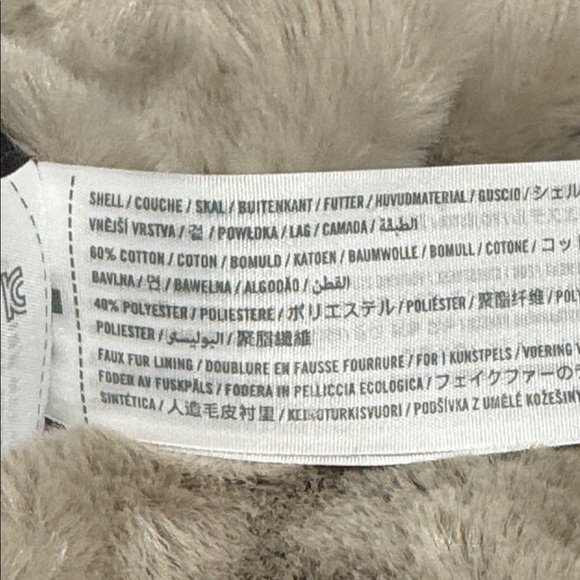 SHELL / COUCHE / SKAL / BUITENKANT / FUTTER / HUVUDMATERIAL / GUSCIO / シェル
VNĚJŠÍ VRSTVA / 겉 / POWŁOKA / LAG / CAMADA / الطبقة
60% COTTON / COTON / BOMULD / KATOEN / BAUMWOLLE / BOMULL / COTONE / コッ
BAVLNA / 면 / BAWEŁNA / ALGODÃO / القطن
40% POLYESTER / POLIESTERE / ポリエステル / POLIÉSTER / 聚酯纤维 / POLY
POLIESTER / البوليستر / 聚脂纖維
FAUX FUR LINING / DOUBLURE EN FAUSSE FOURRURE / FOR I KUNSTPELS / VOERING
FODER AV FUSKPÄLS / FODERA IN PELLICCIA ECOLOGICA / フェイクファーの
SINTÉTICA / 人造毛皮衬里 / KEINOTURKISVUORI / PODŠÍVKA Z UMĚLÉ KOŽEŠIN